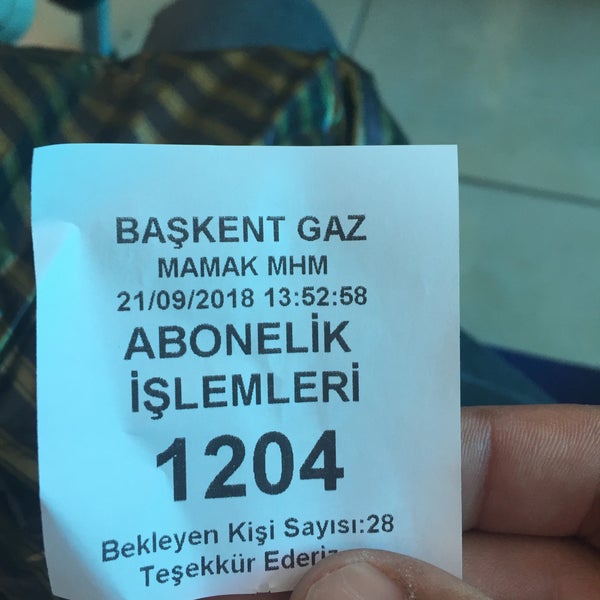 BAŞKENT GAZ
MAMAK MHM
21/09/2018 13:52:58
ABONELİK
İŞLEMLERİ
1204
Bekleyen Kişi Sayısı:28
Teşekkür Ederiz